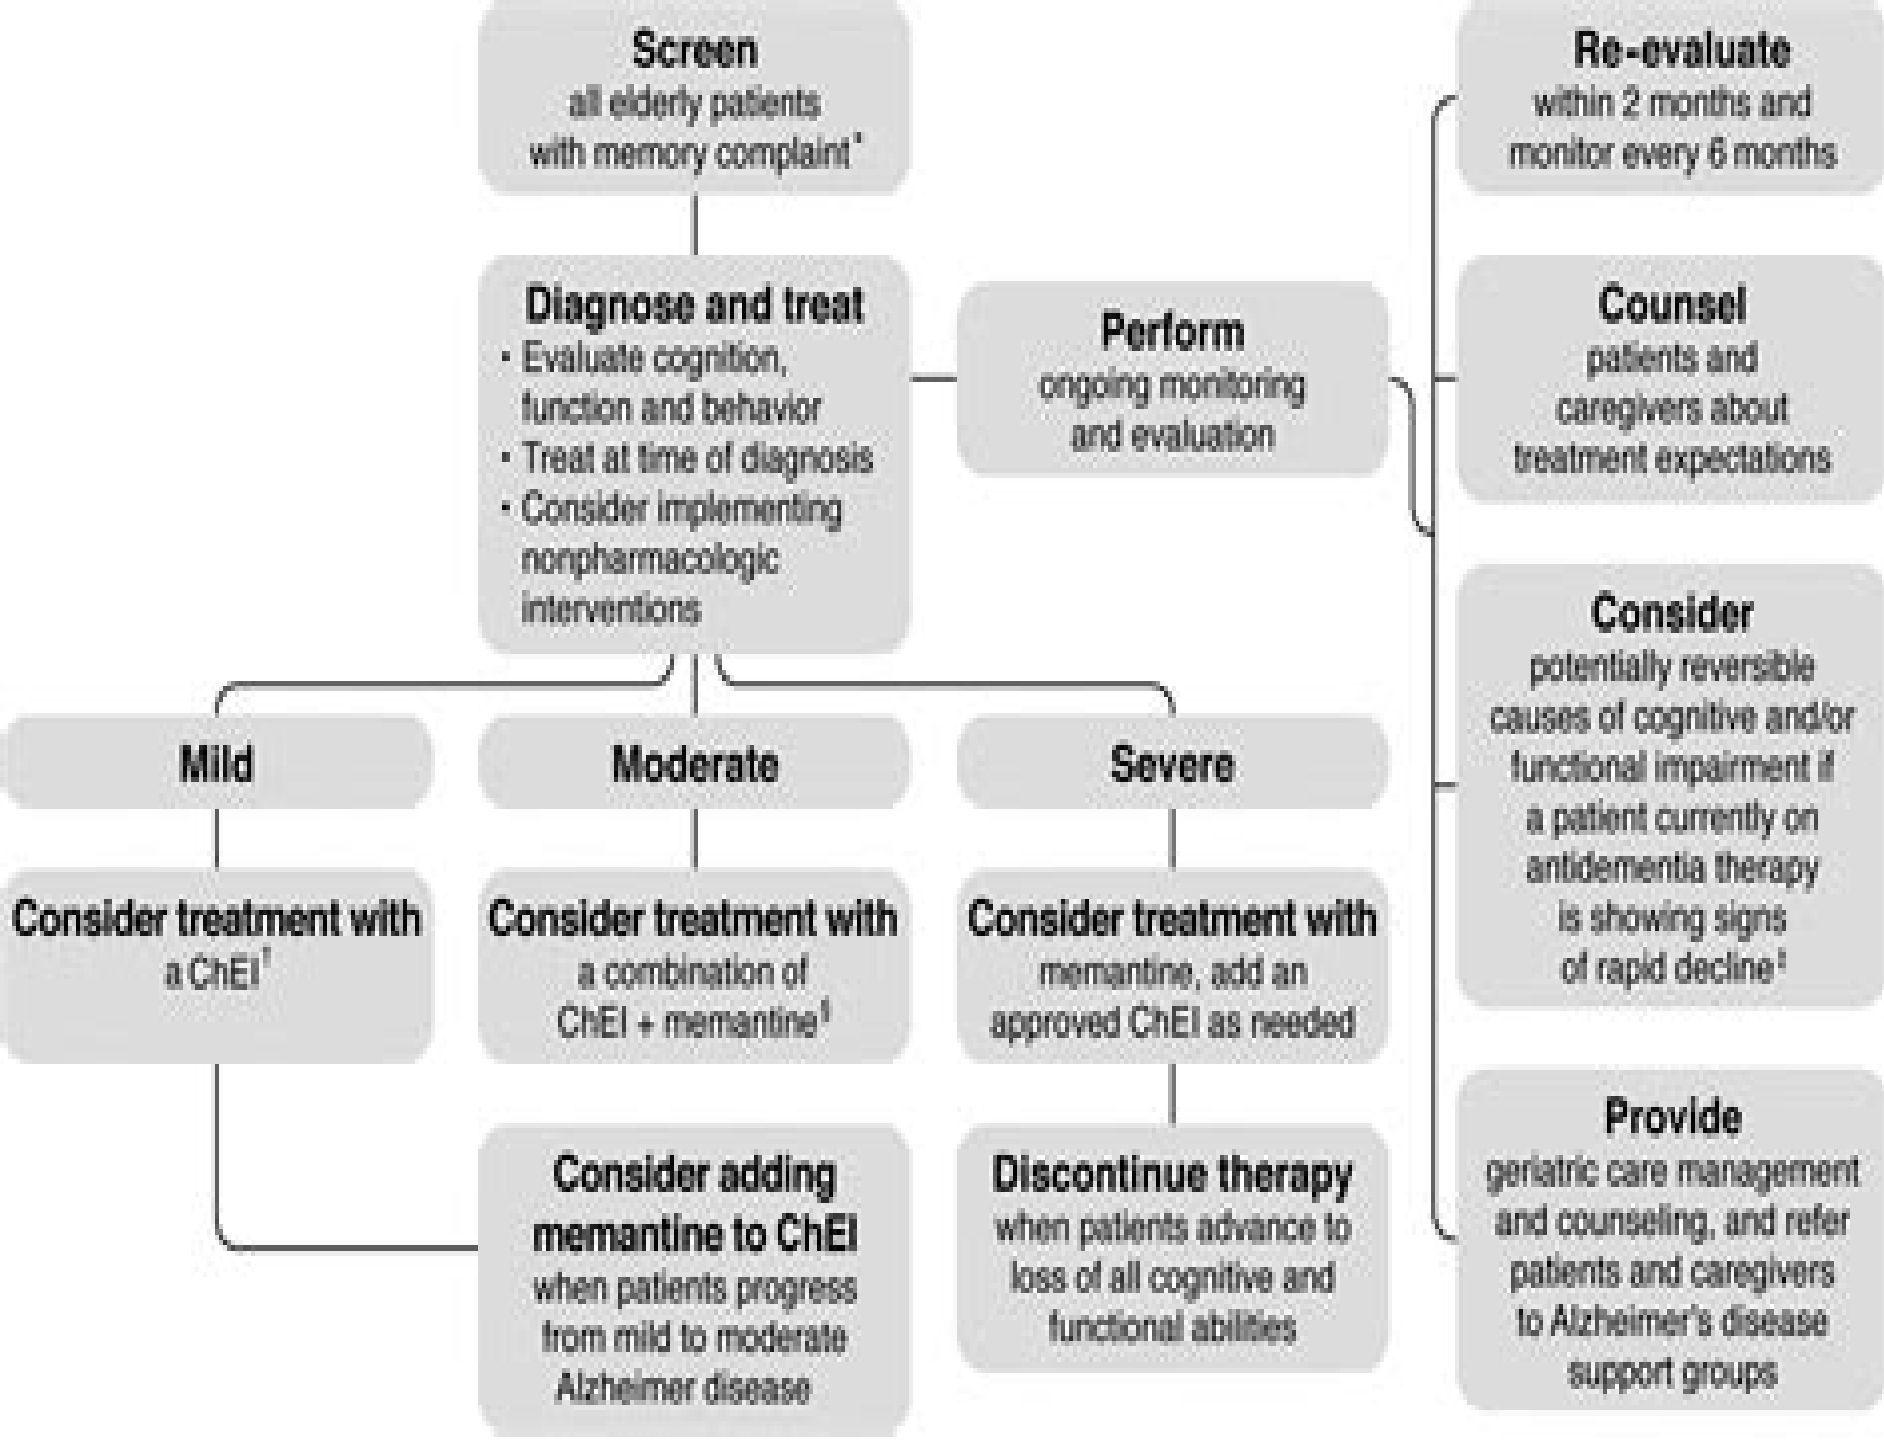 Screen
all elderly patients
with memory complaint*
Diagnose and treat
• Evaluate cognition,
function and behavior
• Treat at time of diagnosis
• Consider implementing
nonpharmacologic
interventions
Perform
ongoing monitoring
and evaluation
Mild
Consider treatment with
a ChEI†
Moderate
Consider treatment with
a combination of
ChEI + memantine§
Consider adding
memantine to ChEI
when patients progress
from mild to moderate
Alzheimer disease
Severe
Consider treatment with
memantine, add an
approved ChEI as needed
Discontinue therapy
when patients advance to
loss of all cognitive and
functional abilities
Re-evaluate
within 2 months and
monitor every 6 months
Counsel
patients and
caregivers about
treatment expectations
Consider
potentially reversible
causes of cognitive and/or
functional impairment if
a patient currently on
antidementia therapy
is showing signs
of rapid decline‡
Provide
geriatric care management
and counseling, and refer
patients and caregivers
to Alzheimer's disease
support groups